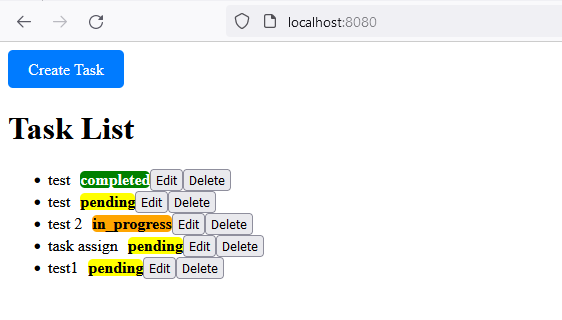 localhost:8080
Create Task
Task List
test completed Edit Delete
test pending Edit Delete
test 2 in_progress Edit Delete
task assign pending Edit Delete
test1 pending Edit Delete